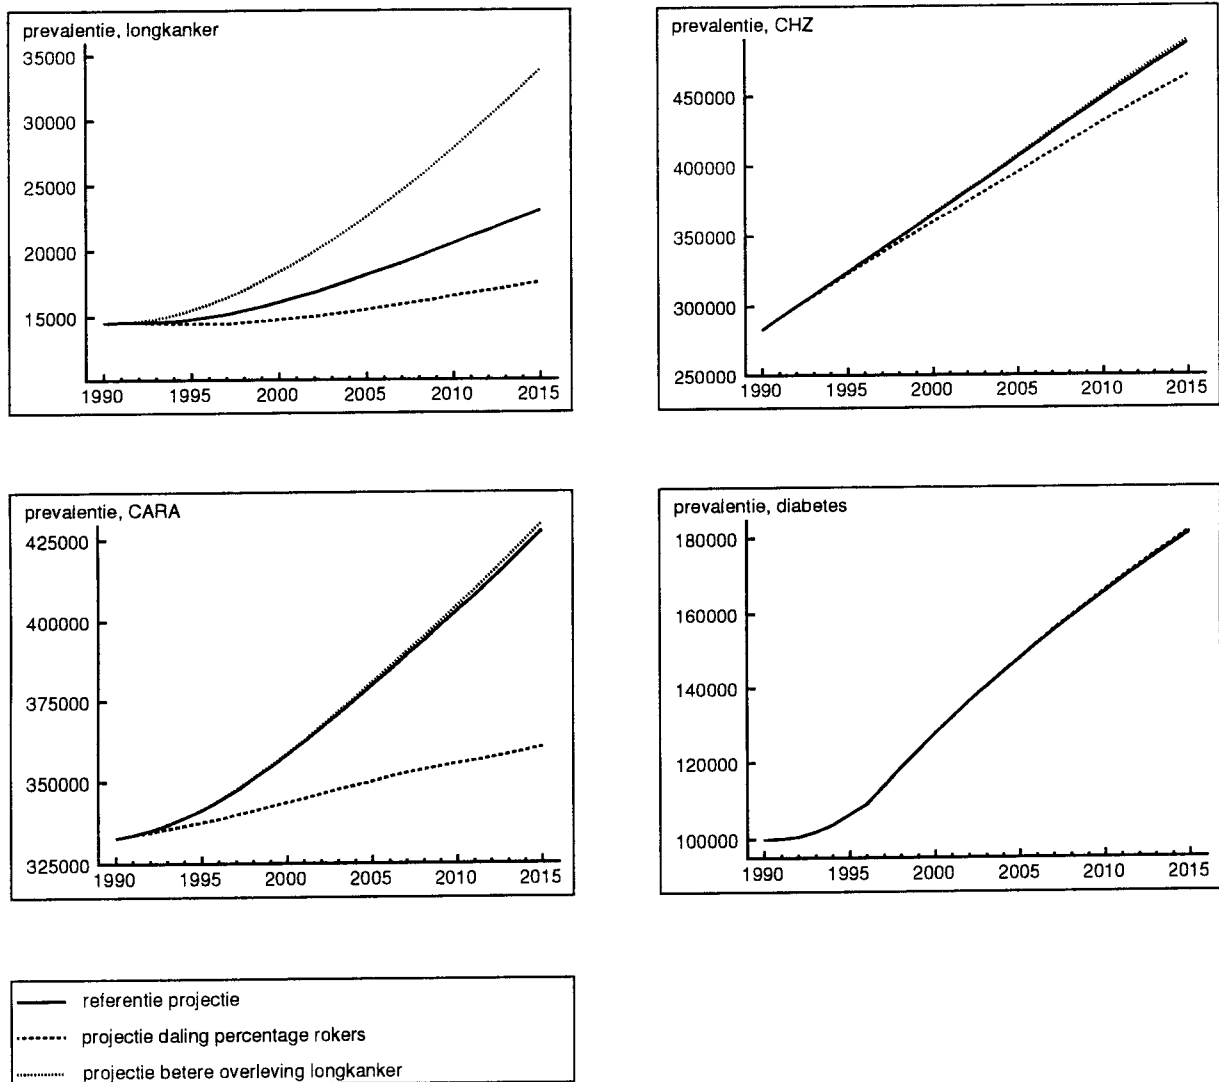 prevalentie, longkanker
35000
30000
25000
20000
15000
1990 1995 2000 2005 2010 2015
prevalentie, CHZ
450000
400000
350000
300000
250000
1990 1995 2000 2005 2010 2015
prevalentie, CARA
425000
400000
375000
350000
325000
1990 1995 2000 2005 2010 2015
prevalentie, diabetes
180000
160000
140000
120000
100000
1990 1995 2000 2005 2010 2015
referentie projectie
projectie daling percentage rokers
projectie betere overleving longkanker